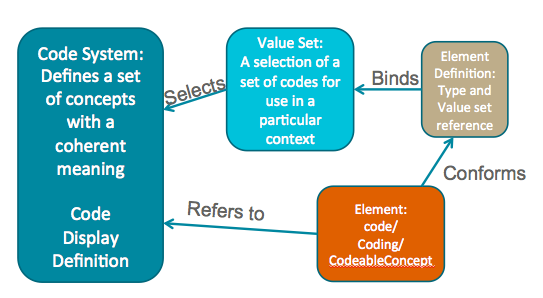 Code System:
Defines a set
of concepts
with a
coherent
meaning
Code
Display
Definition
Selects
Value Set:
A selection of a
set of codes for
use in a
particular
context
Binds
Element
Definition:
Type and
Value set
reference
Conforms
Refers to
Element:
code/
Coding/
CodeableConcept